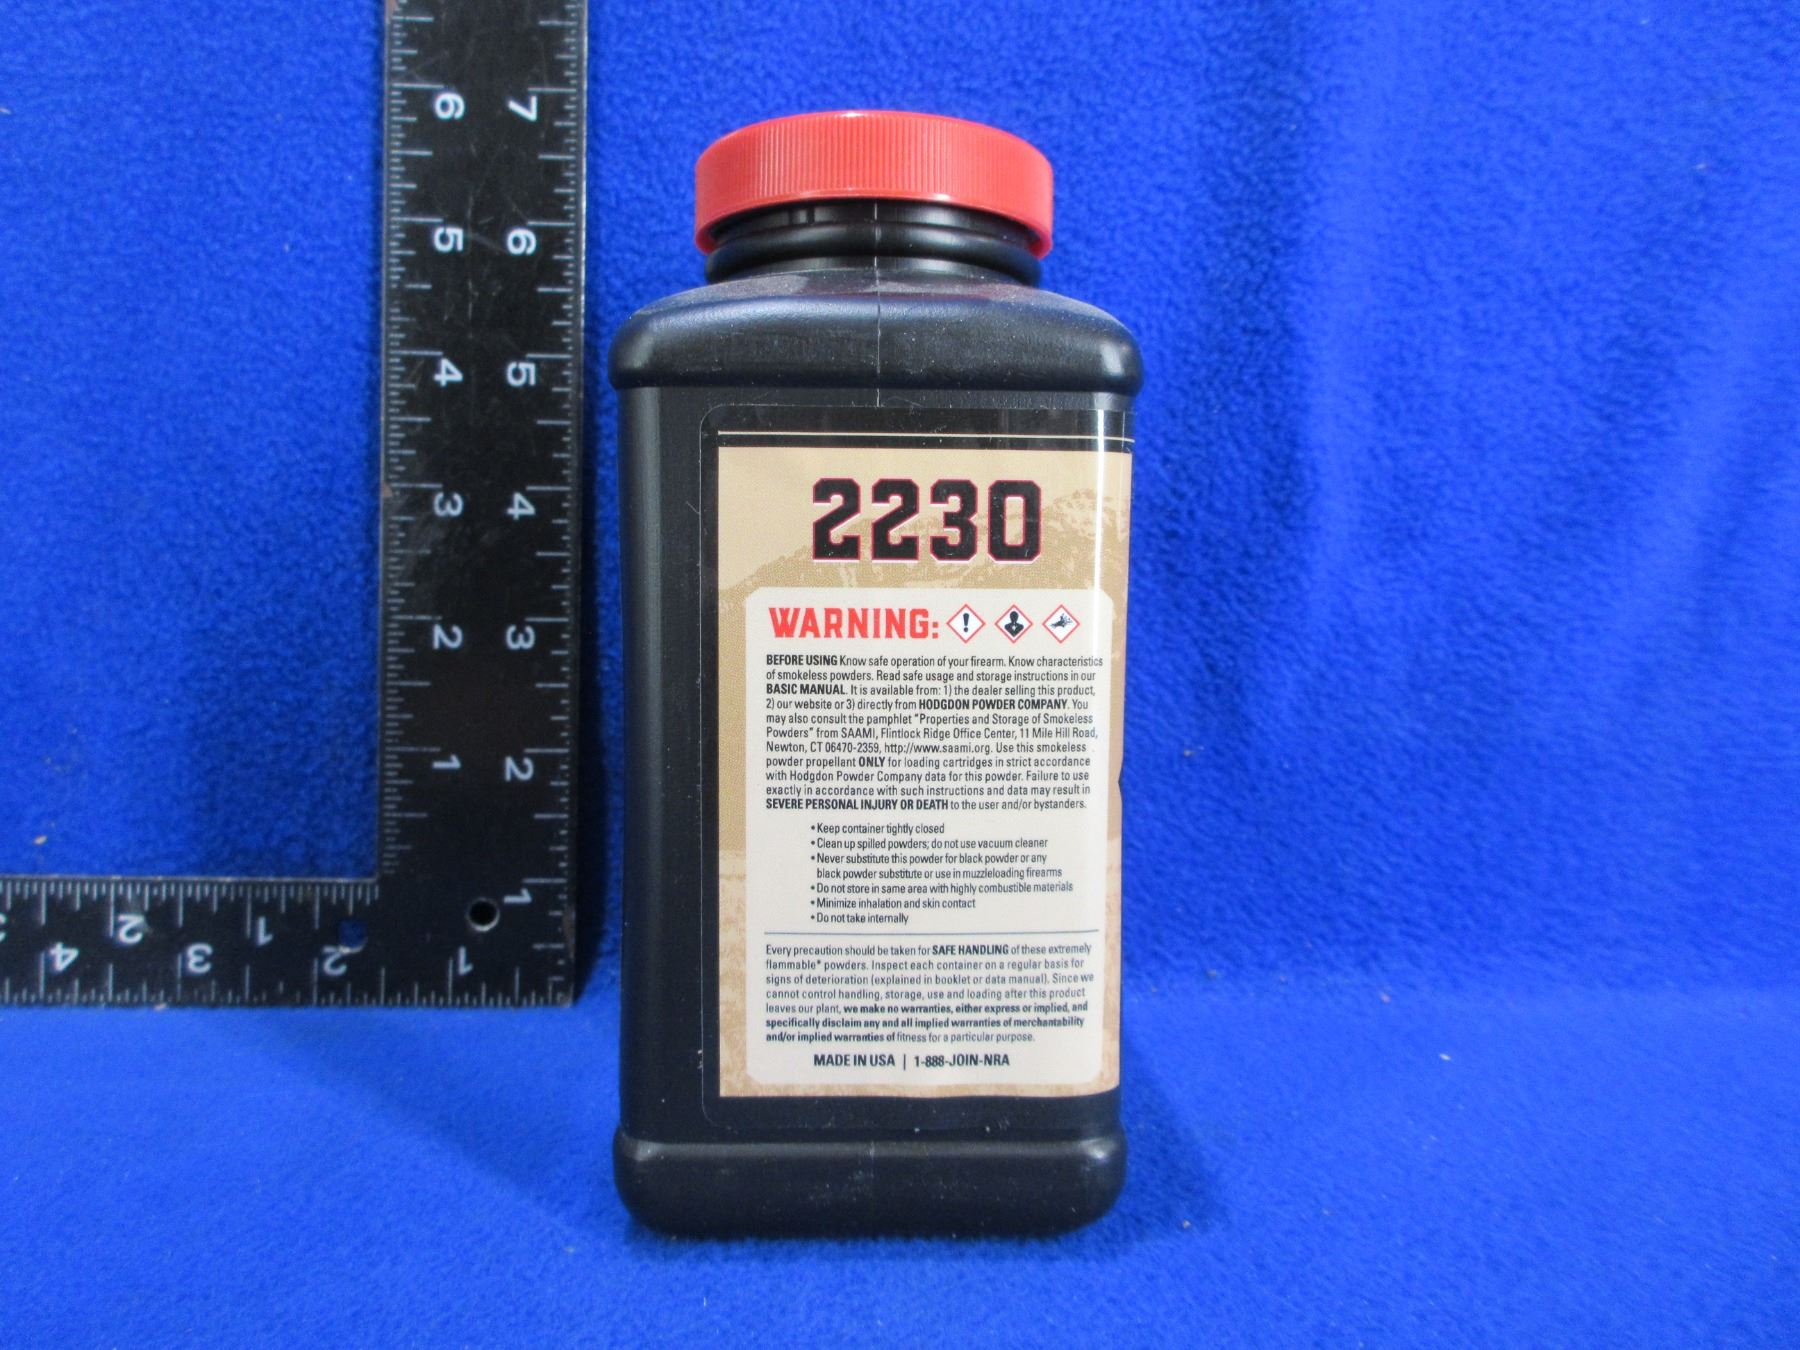 6 7
5 6
4 5
3 4
2 3
1 2
1
2 1
4 3 2 1
2230
WARNING:
BEFORE USING Know safe operation of your firearm. Know characteristics
of smokeless powders. Read safe usage and storage instructions in our
BASIC MANUAL. It is available from: 1) the dealer selling this product,
2) our website or 3) directly from HODGDON POWDER COMPANY. You
may also consult the pamphlet "Properties and Storage of Smokeless
Powders" from SAAMI, Flintlock Ridge Office Center, 11 Mile Hill Road,
Newton, CT 06470-2359, http://www.saami.org. Use this smokeless
powder propellant ONLY for loading cartridges in strict accordance
with Hodgdon Powder Company data for this powder. Failure to use
exactly in accordance with such instructions and data may result in
SEVERE PERSONAL INJURY OR DEATH to the user and/or bystanders.
• Keep container tightly closed
• Clean up spilled powders; do not use vacuum cleaner
• Never substitute this powder for black powder or any
black powder substitute or use in muzzleloading firearms
• Do not store in same area with highly combustible materials
• Minimize inhalation and skin contact
• Do not take internally
Every precaution should be taken for SAFE HANDLING of these extremely
flammable* powders. Inspect each container on a regular basis for
signs of deterioration (explained in booklet or data manual). Since we
cannot control handling, storage, use and loading after this product
leaves our plant, we make no warranties, either express or implied, and
specifically disclaim any and all implied warranties of merchantability
and/or implied warranties of fitness for a particular purpose.
MADE IN USA | 1-888-JOIN-NRA